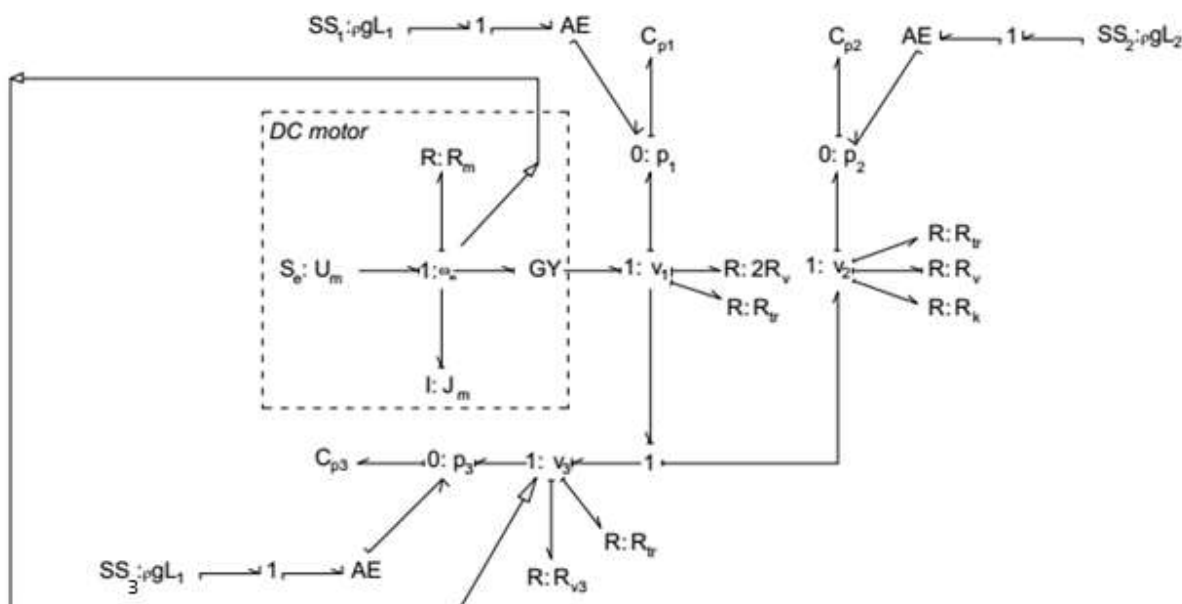 SS₁:ρgL₁ 1 AE
Cₚ₁ Cₚ₂ AE 1 SS₂:ρgL₂
DC motor
R: Rₘ 0: p₁ 0: p₂
R: Rₜᵣ
Sₑ: Uₘ 1: GY 1: v₁ R: 2Rᵥ 1: v₂ R: Rᵥ
R: Rₜᵣ R: Rₖ
I: Jₘ
Cₚ₃ 0: p₃ 1: v₃ 1
R: Rₜᵣ
SS₃:ρgL₁ 1 AE R: Rᵥ₃